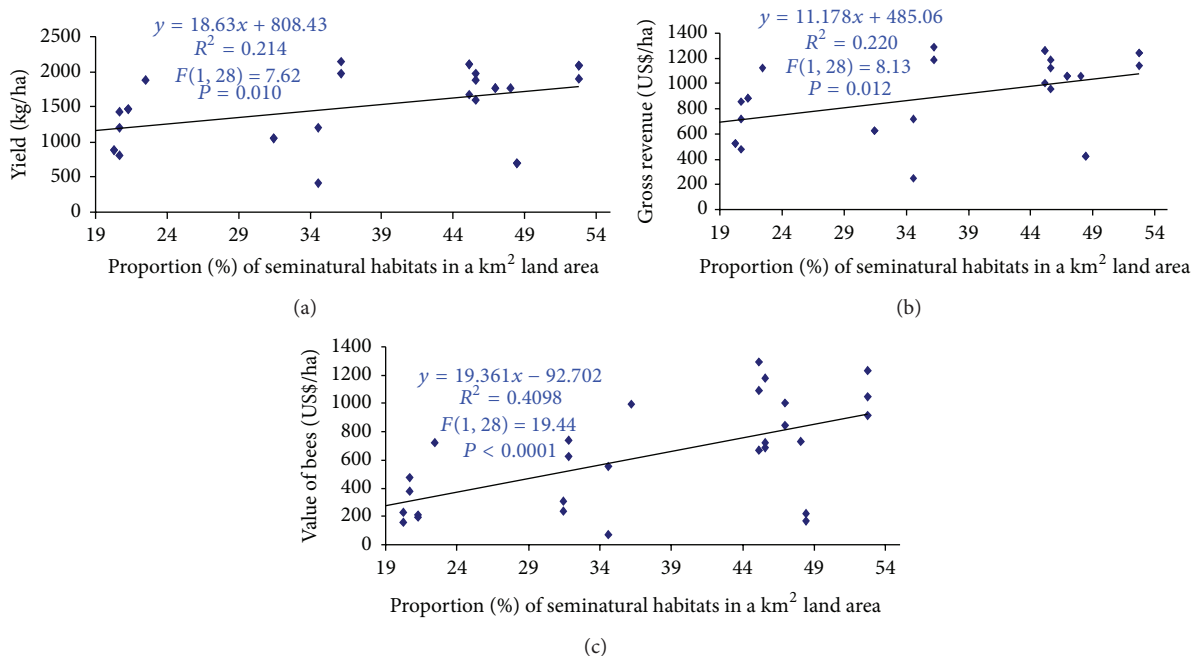 y = 18.63x + 808.43
R² = 0.214
F(1, 28) = 7.62
P = 0.010
Yield (kg/ha)
2500
2000
1500
1000
500
0
19 24 29 34 39 44 49 54
Proportion (%) of seminatural habitats in a km² land area
(a)
y = 11.178x + 485.06
R² = 0.220
F(1, 28) = 8.13
P = 0.012
Gross revenue (US$/ha)
1400
1200
1000
800
600
400
200
0
19 24 29 34 39 44 49 54
Proportion (%) of seminatural habitats in a km² land area
(b)
y = 19.361x − 92.702
R² = 0.4098
F(1, 28) = 19.44
P < 0.0001
Value of bees (US$/ha)
1400
1200
1000
800
600
400
200
0
19 24 29 34 39 44 49 54
Proportion (%) of seminatural habitats in a km² land area
(c)